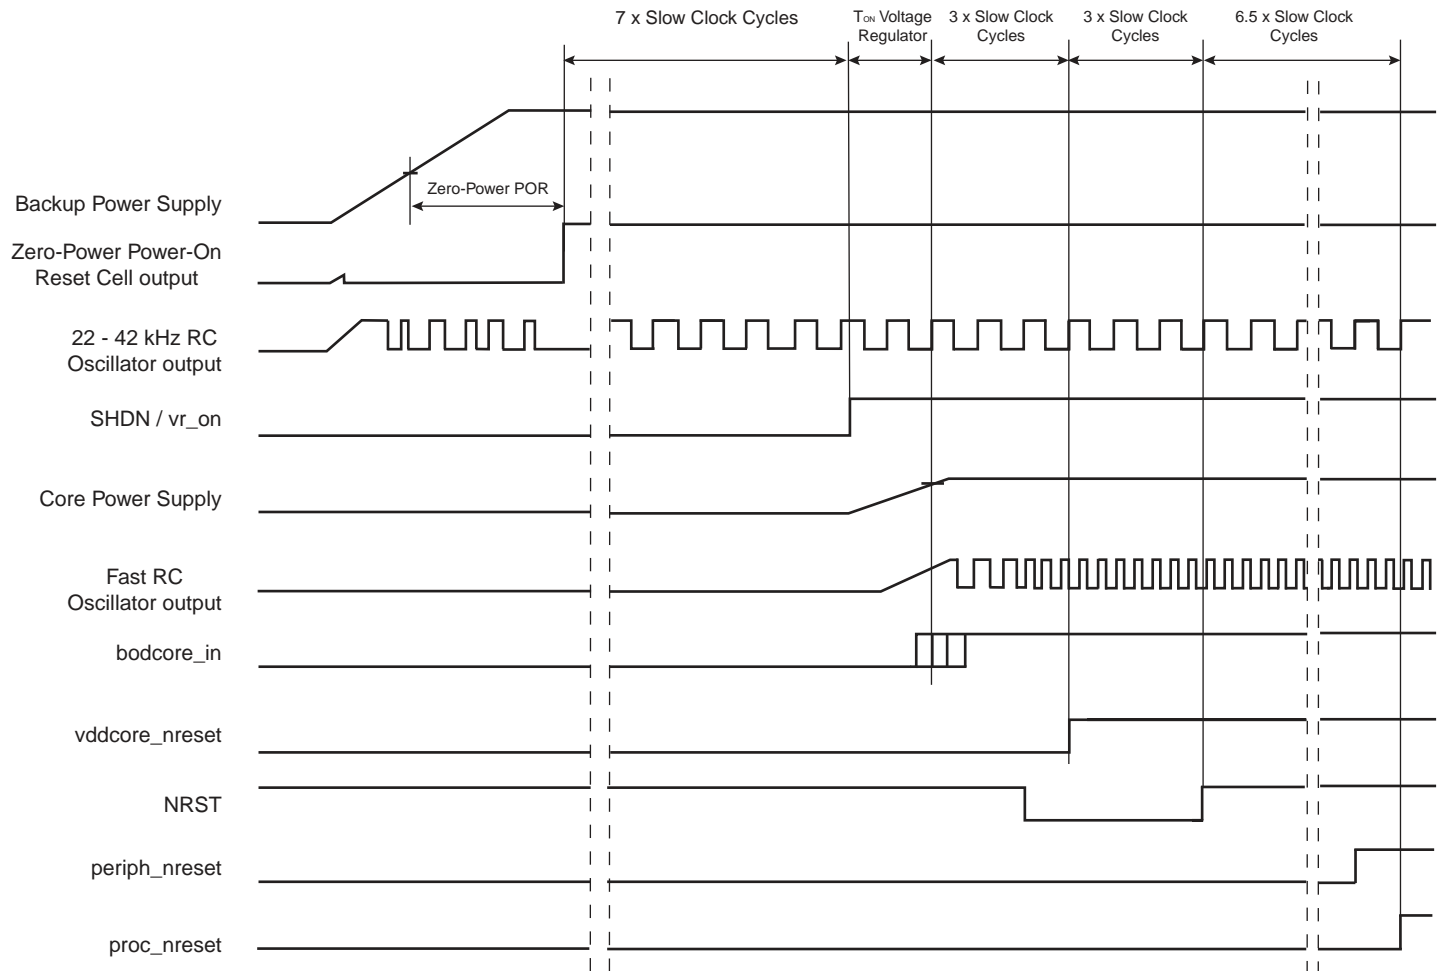 7 x Slow Clock Cycles
TON Voltage
Regulator
3 x Slow Clock
Cycles
3 x Slow Clock
Cycles
6.5 x Slow Clock
Cycles
Zero-Power POR
Backup Power Supply
Zero-Power Power-On
Reset Cell output
22 - 42 kHz RC
Oscillator output
SHDN / vr_on
Core Power Supply
Fast RC
Oscillator output
bodcore_in
vddcore_nreset
NRST
periph_nreset
proc_nreset